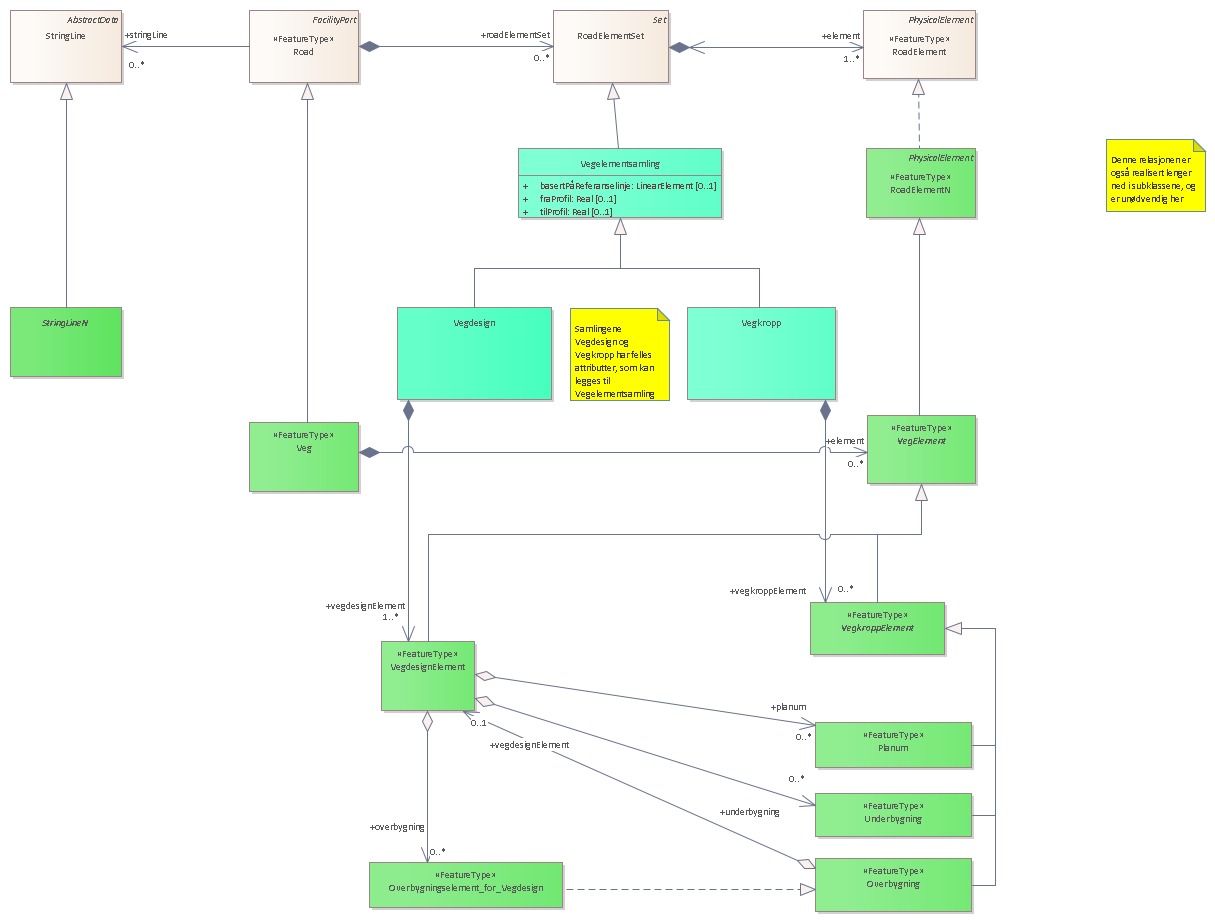 AbstractData
StringLine
+stringLine
0..*
FacilityPart
«FeatureType»
Road
+roadElementSet
0..*
Set
RoadElementSet
+element
1..*
PhysicalElement
«FeatureType»
RoadElement
Vegelementsamling
+ basertPåReferanselinje: LinearElement [0..1]
+ fraProfil: Real [0..1]
+ tilProfil: Real [0..1]
PhysicalElement
«FeatureType»
RoadElementN
Denne relasjonen er
også realisert lenger
ned i subklassene, og
er unødvendig her
StringLineN
Vegdesign
Samlingene
Vegdesign og
Vegkropp har felles
attributter, som kan
legges til
Vegelementsamling
Vegkropp
«FeatureType»
Veg
+element
0..*
«FeatureType»
VegElement
+vegdesignElement
1..*
+vegkroppElement
0..*
«FeatureType»
VegkroppElement
«FeatureType»
VegdesignElement
+planum
0..*
0..1
+vegdesignElement
«FeatureType»
Planum
0..*
+underbygning
«FeatureType»
Underbygning
+overbygning
0..*
«FeatureType»
Overbygningselement_for_Vegdesign
«FeatureType»
Overbygning